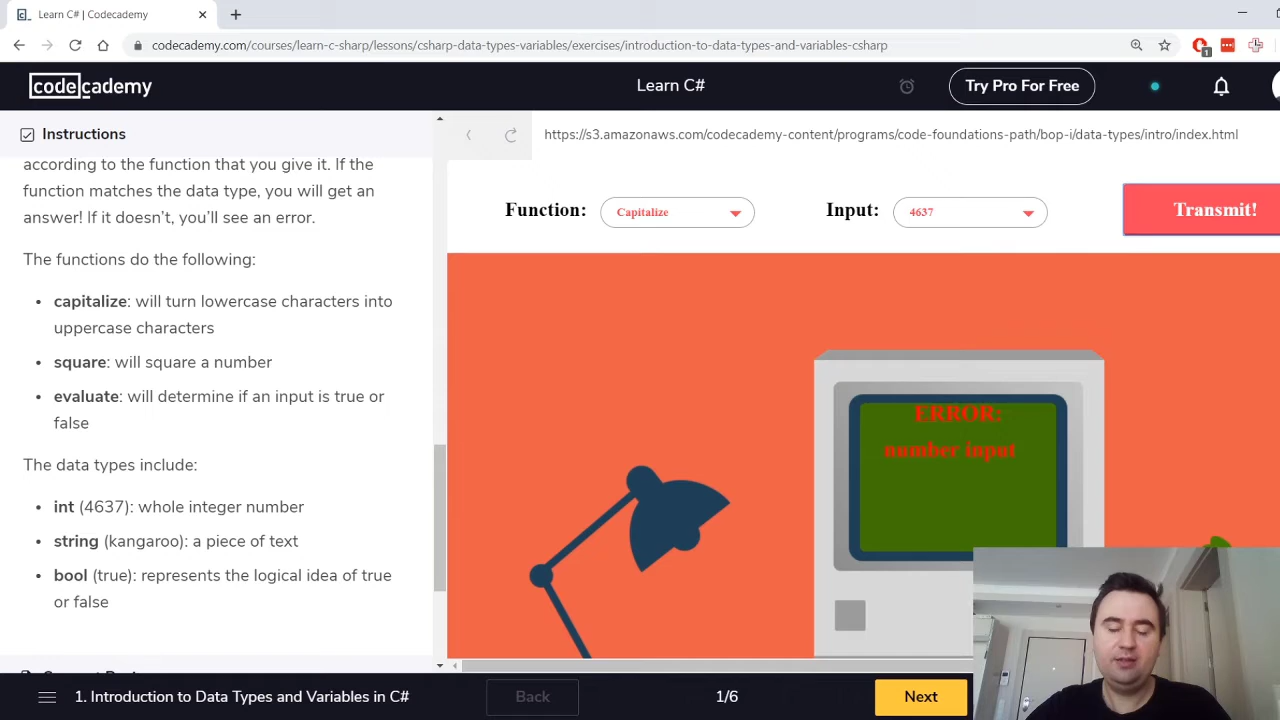 Learn C# | Codecademy
codecademy.com/courses/learn-c-sharp/lessons/csharp-data-types-variables/exercises/introduction-to-data-types-and-variables-csharp
1
codecademy
Learn C#
Try Pro For Free
Instructions
https://s3.amazonaws.com/codecademy-content/programs/code-foundations-path/bop-i/data-types/intro/index.html
according to the function that you give it. If the
function matches the data type, you will get an
answer! If it doesn't, you'll see an error.
The functions do the following:
• capitalize: will turn lowercase characters into
uppercase characters
• square: will square a number
• evaluate: will determine if an input is true or
false
The data types include:
• int (4637): whole integer number
• string (kangaroo): a piece of text
• bool (true): represents the logical idea of true
or false
Function: Capitalize
Input: 4637
Transmit!
ERROR:
number input
1. Introduction to Data Types and Variables in C#
Back
1/6
Next